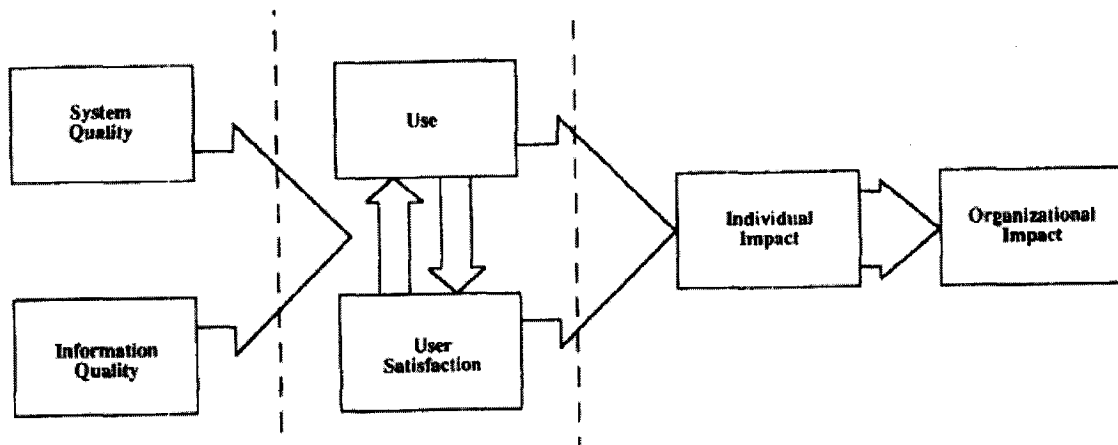 System
Quality
Use
Individual
Impact
Organizational
Impact
Information
Quality
User
Satisfaction